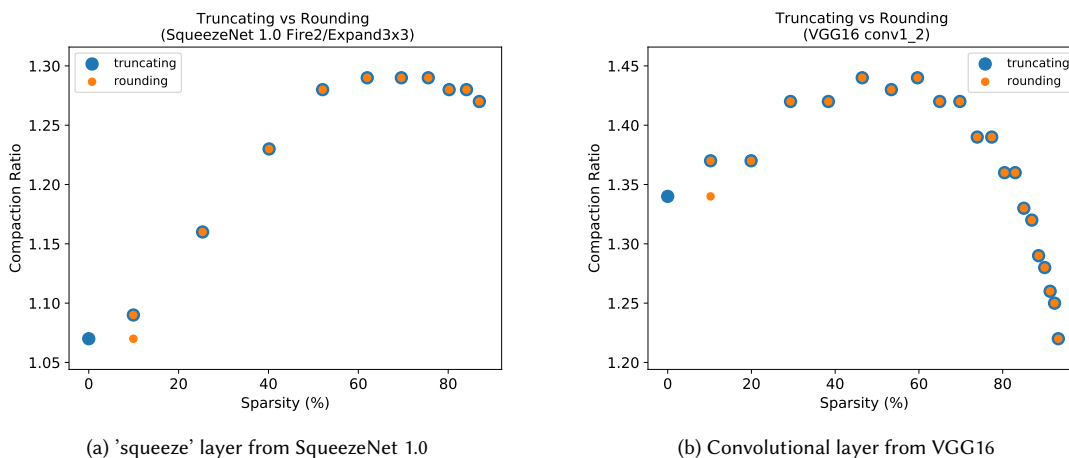 Truncating vs Rounding
(SqueezeNet 1.0 Fire2/Expand3x3)
truncating
rounding
Compaction Ratio
1.30
1.25
1.20
1.15
1.10
1.05
0 20 40 60 80
Sparsity (%)
(a) 'squeeze' layer from SqueezeNet 1.0
Truncating vs Rounding
(VGG16 conv1_2)
truncating
rounding
Compaction Ratio
1.45
1.40
1.35
1.30
1.25
1.20
0 20 40 60 80
Sparsity (%)
(b) Convolutional layer from VGG16